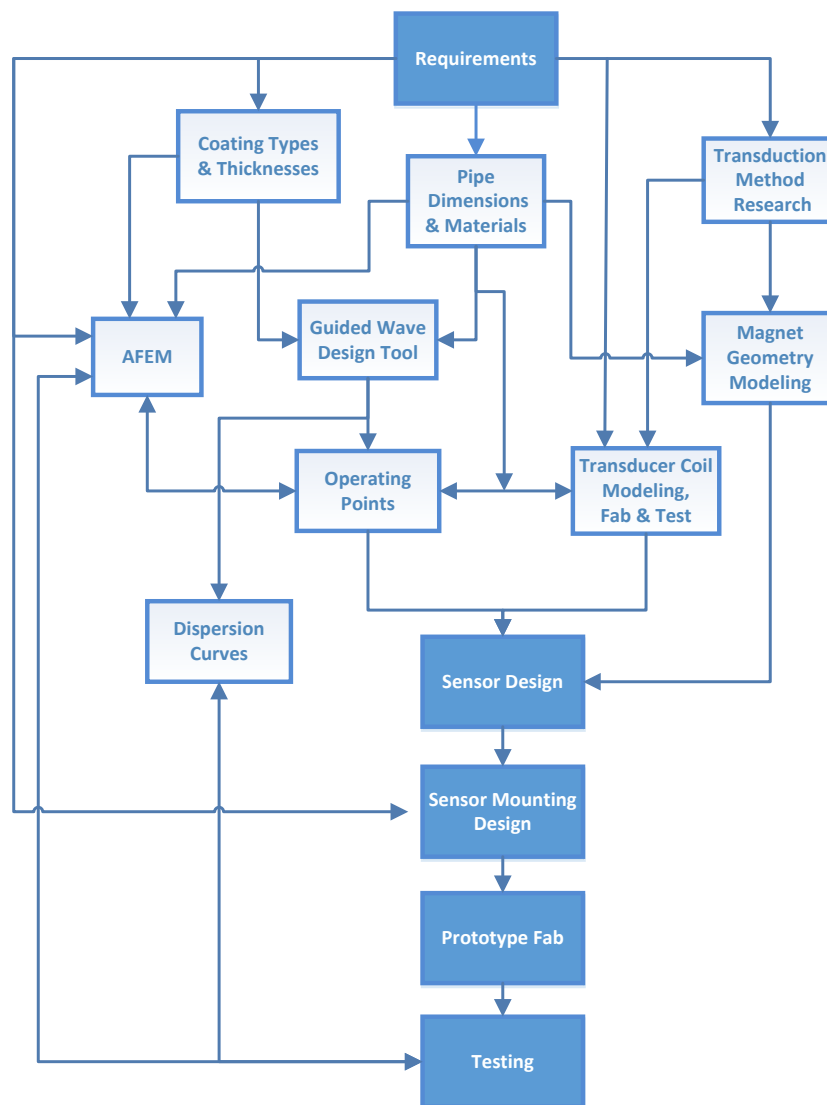 Requirements
Coating Types
& Thicknesses
Pipe
Dimensions
& Materials
Transduction
Method
Research
AFEM
Guided Wave
Design Tool
Magnet
Geometry
Modeling
Operating
Points
Transducer Coil
Modeling,
Fab & Test
Dispersion
Curves
Sensor Design
Sensor Mounting
Design
Prototype Fab
Testing